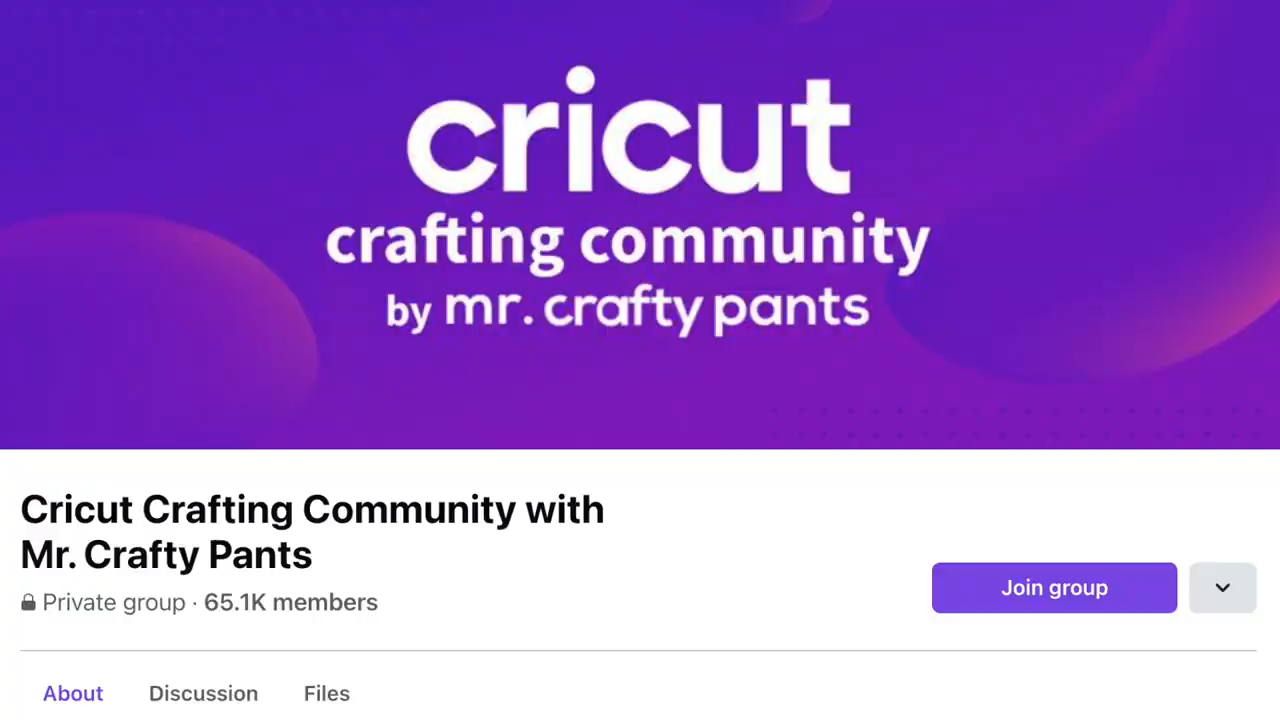 cricut
crafting community
by mr. crafty pants
Cricut Crafting Community with
Mr. Crafty Pants
Private group · 65.1K members
Join group
About Discussion Files